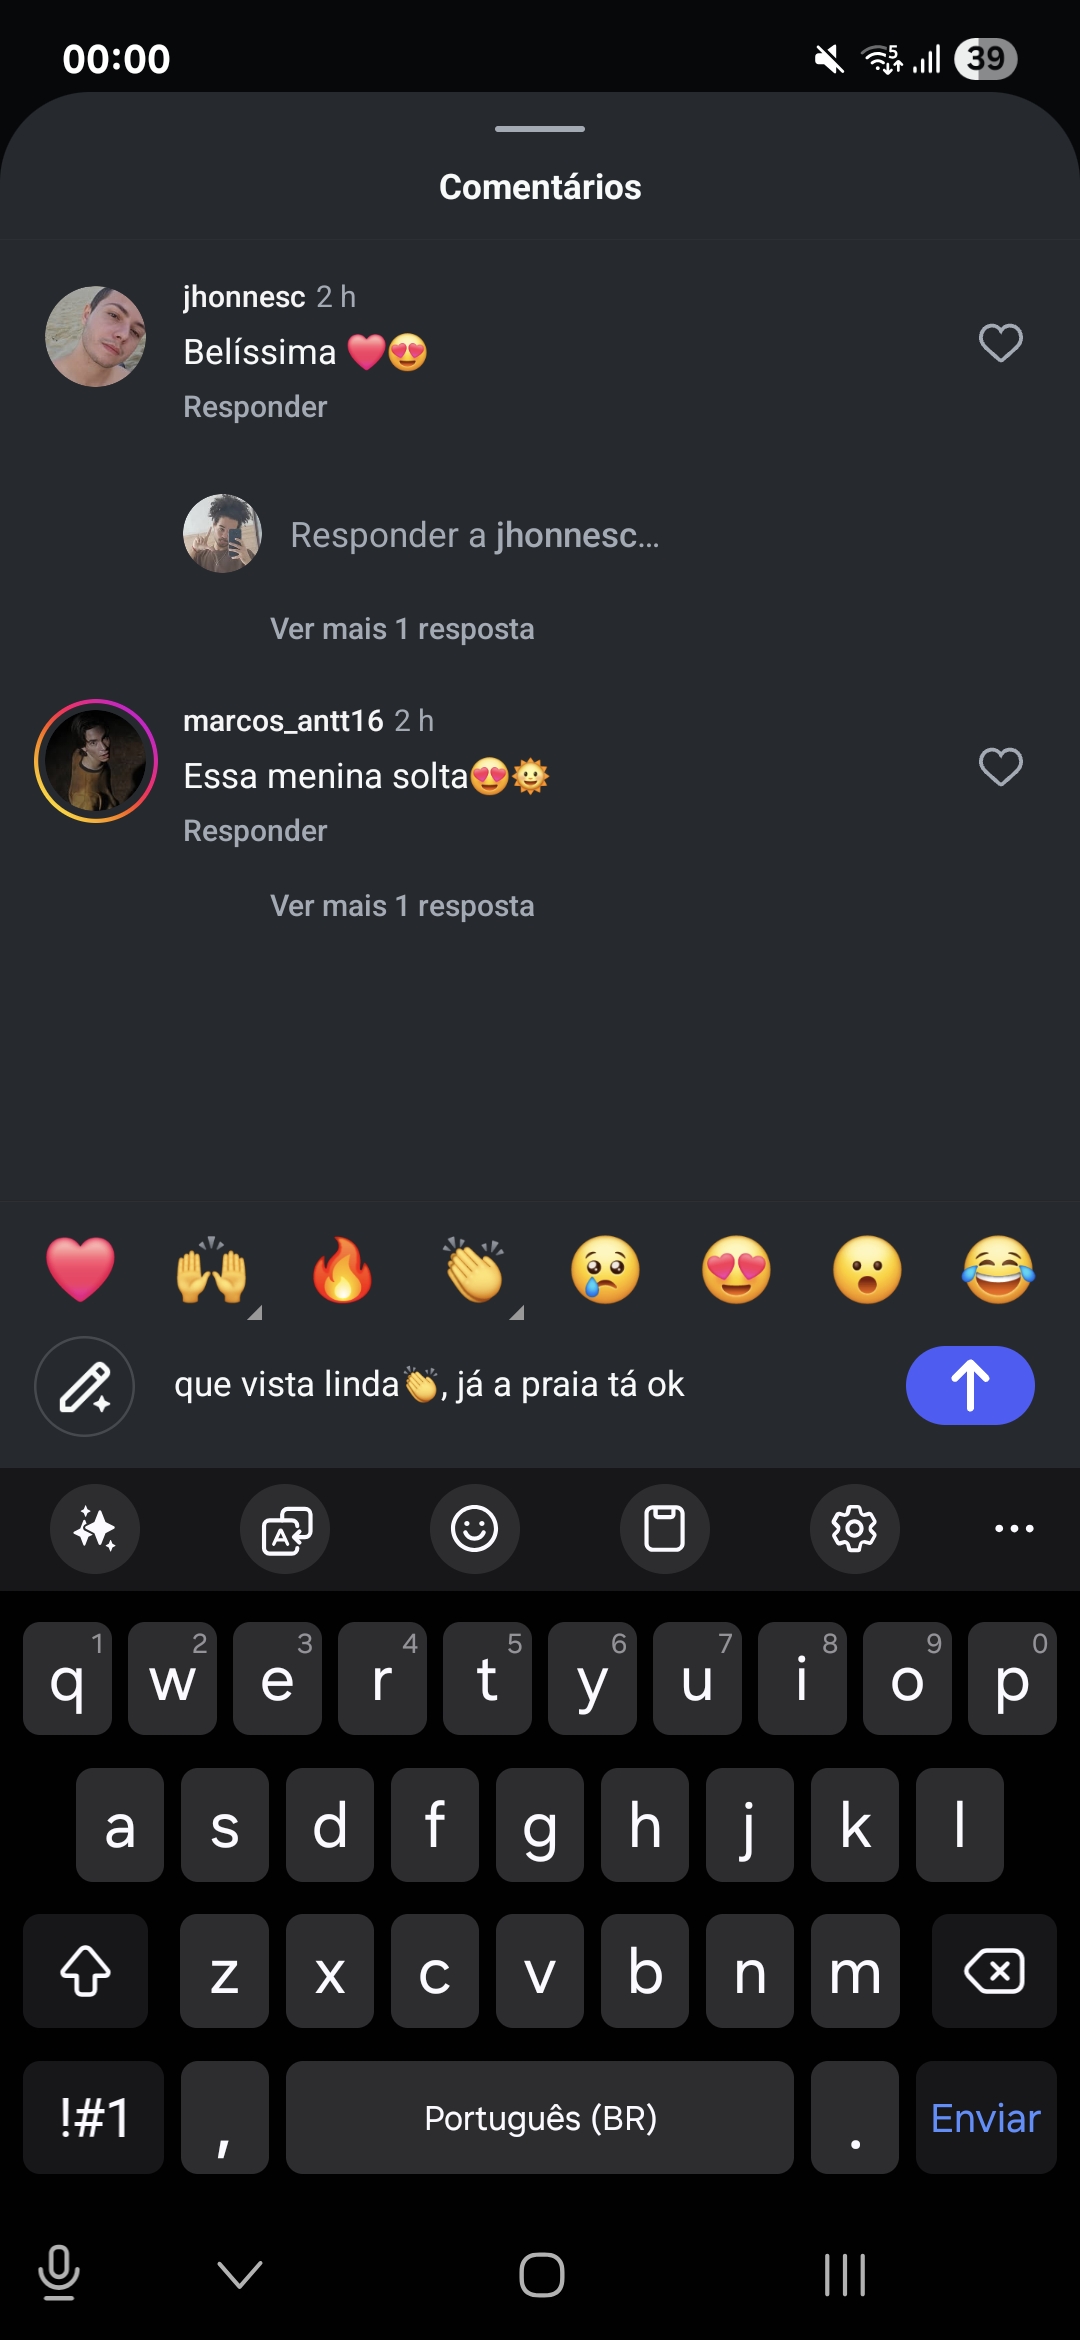 00:00
5
39
Comentários
jhonnesc 2 h
Belíssima ❤️😍
Responder
Responder a jhonnesc...
Ver mais 1 resposta
marcos_antt16 2 h
Essa menina solta😍🌞
Responder
Ver mais 1 resposta
❤️ 🙌 🔥 👏 😢 😍 😮 😂
que vista linda👏, já a praia tá ok
A
1 2 3 4 5 6 7 8 9 0
q w e r t y u i o p
a s d f g h j k l
z x c v b n m
!#1 , Português (BR) . Enviar